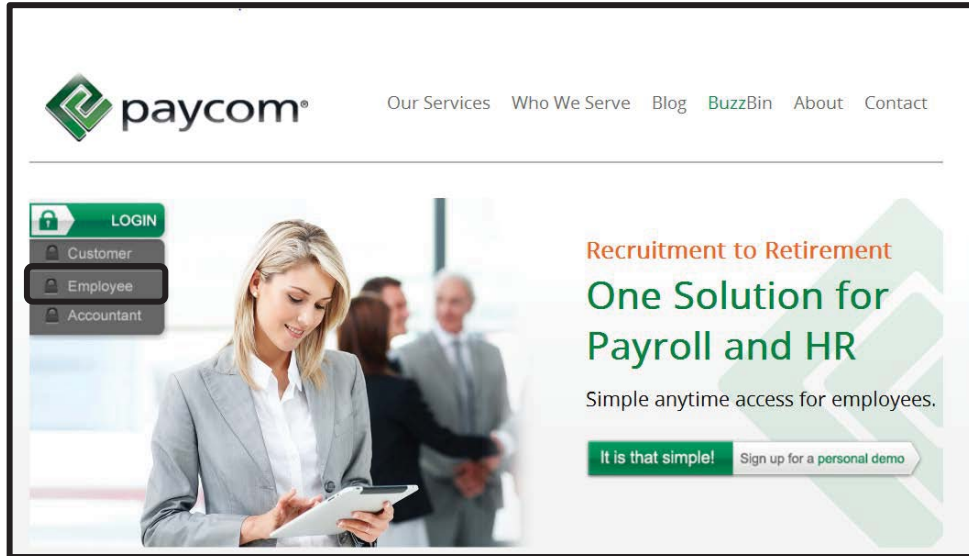 paycom®
Our Services Who We Serve Blog BuzzBin About Contact
LOGIN
Customer
Employee
Accountant
Recruitment to Retirement
One Solution for
Payroll and HR
Simple anytime access for employees.
It is that simple! Sign up for a personal demo